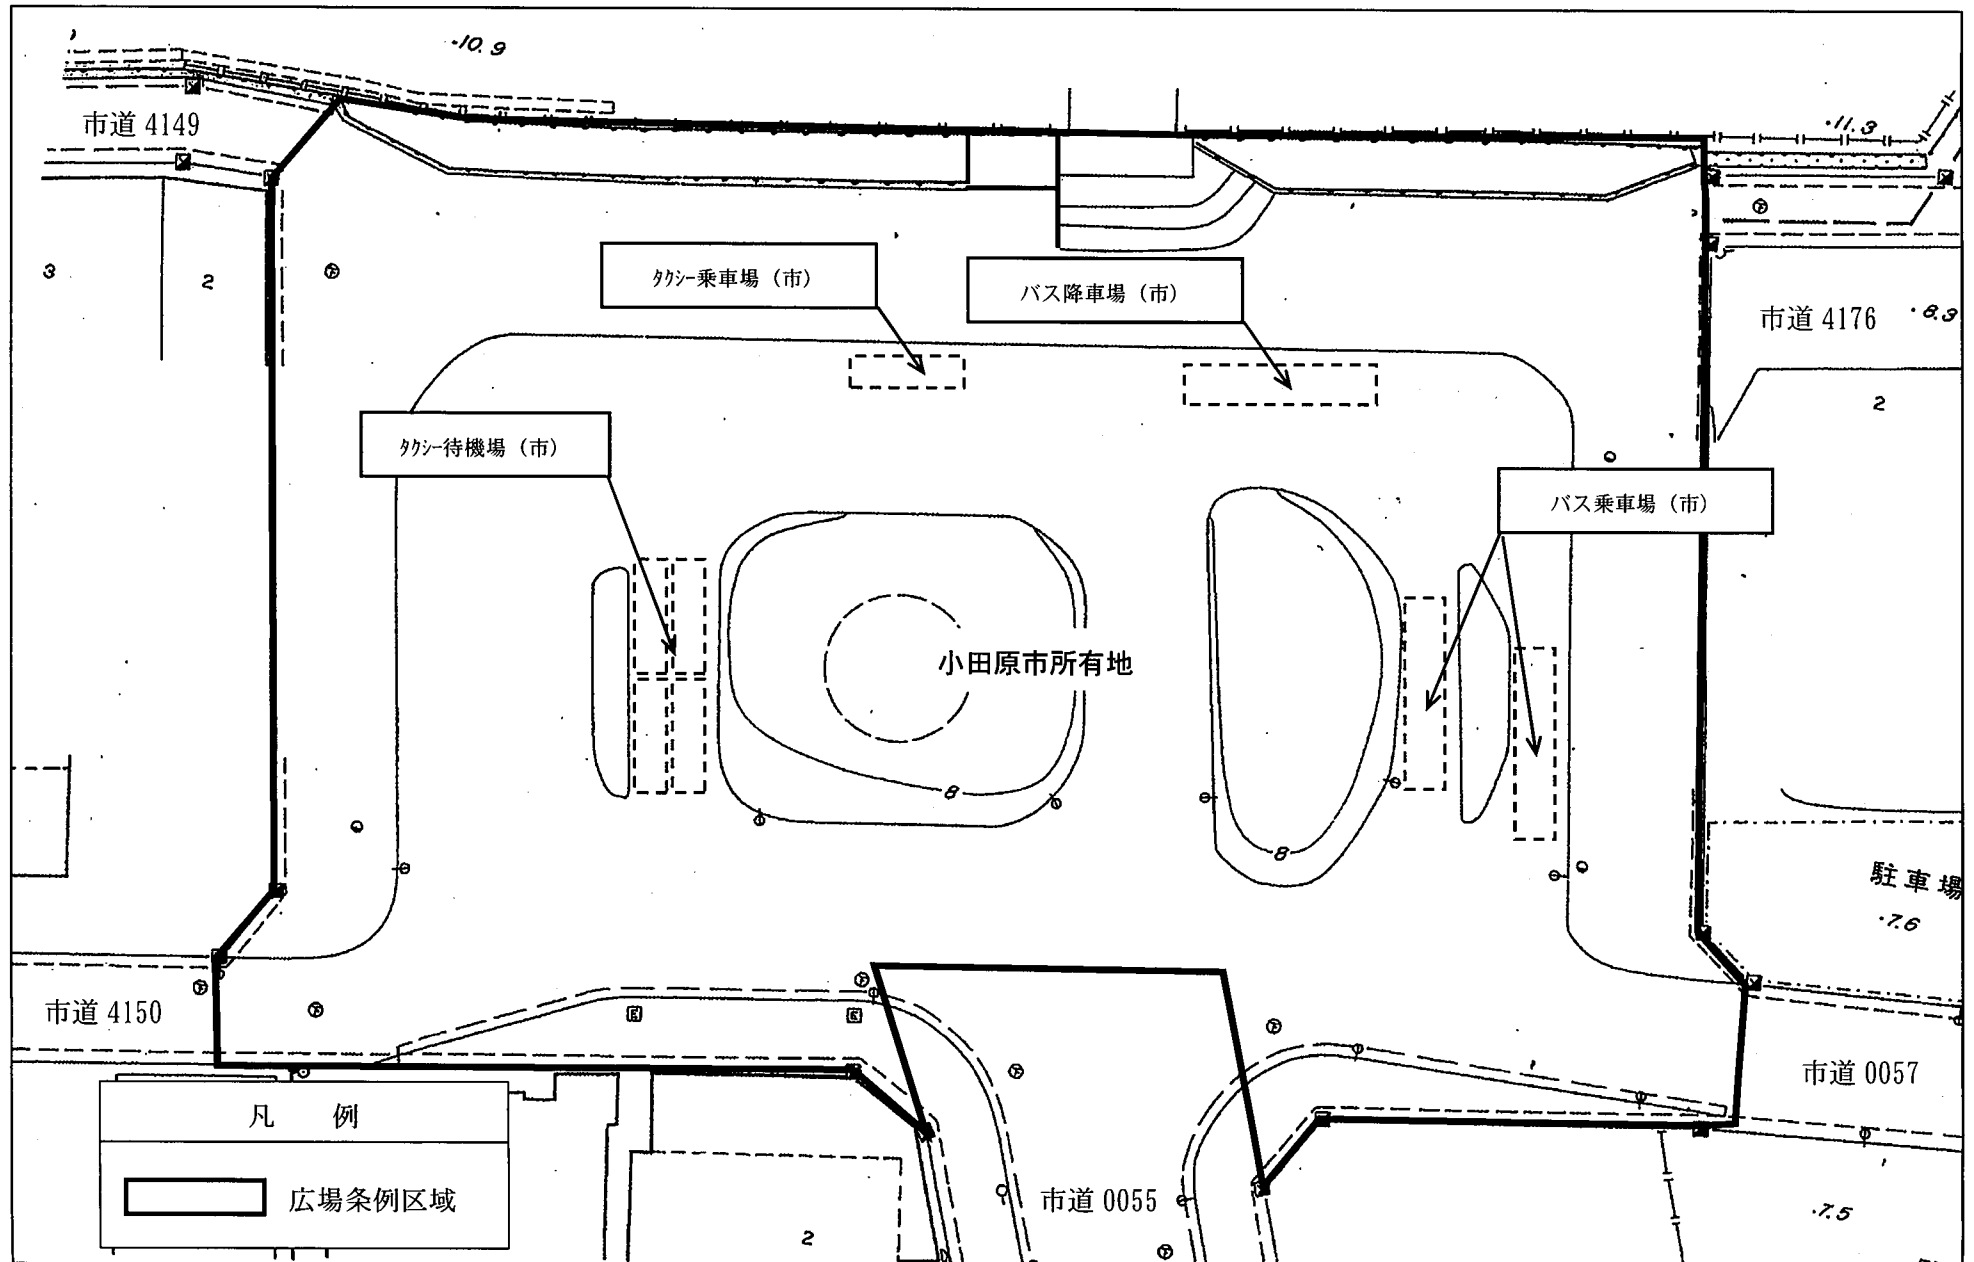 ・10.9
市道 4149
・11.3
3
2
タクシー乗車場（市）
バス降車場（市）
市道 4176
・8.3
タクシー待機場（市）
2
バス乗車場（市）
小田原市所有地
8
8
駐車場
・7.6
市道 4150
市道 0057
凡 例
広場条例区域
市道 0055
・7.5
2